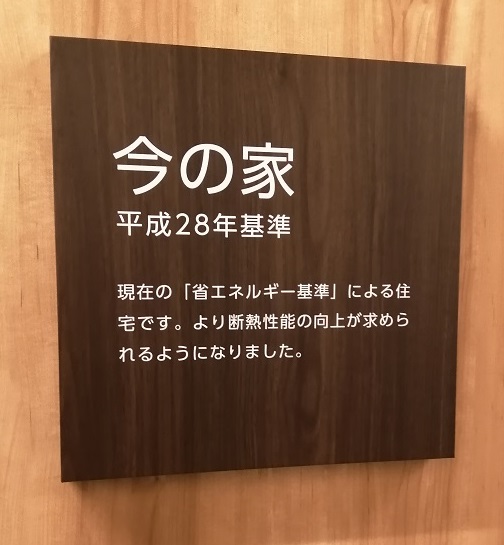 今の家
平成28年基準
現在の「省エネルギー基準」による住
宅です。より断熱性能の向上が求めら
れるようになりました。